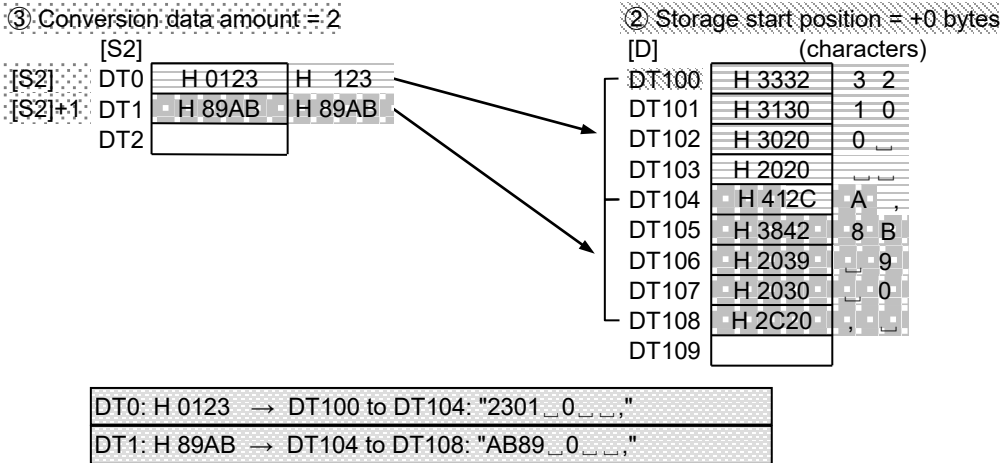 ③ Conversion data amount = 2 ② Storage start position = +0 bytes
[S2] [D] (characters)
[S2] DT0 H 0123 H 123 DT100 H 3332 3 2
[S2]+1 DT1 H 89AB H 89AB DT101 H 3130 1 0
DT2 DT102 H 3020 0 ␣
DT103 H 2020 ␣ ␣
DT104 H 412C A ,
DT105 H 3842 8 B
DT106 H 2039 ␣ 9
DT107 H 2030 ␣ 0
DT108 H 2C20 , ␣
DT109
DT0: H 0123 → DT100 to DT104: "2301␣0␣␣,"
DT1: H 89AB → DT104 to DT108: "AB89␣0␣␣,"